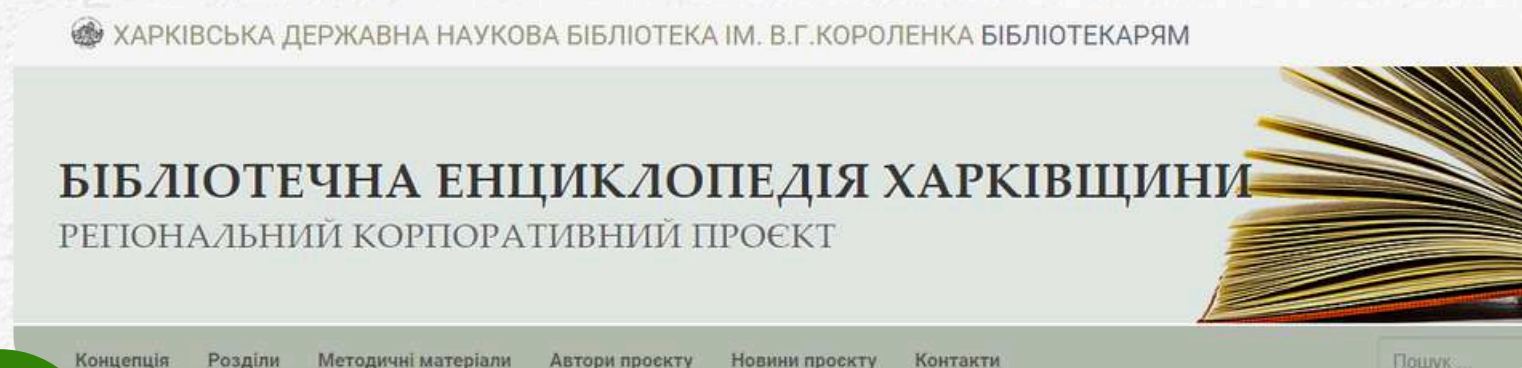 ХАРКІВСЬКА ДЕРЖАВНА НАУКОВА БІБЛІОТЕКА ІМ. В.Г.КОРОЛЕНКА БІБЛІОТЕКАРЯМ
БІБЛІОТЕЧНА ЕНЦИКЛОПЕДІЯ ХАРКІВЩИНИ
РЕГІОНАЛЬНИЙ КОРПОРАТИВНИЙ ПРОЄКТ
Концепція Розділи Методичні матеріали Автори проєкту Новини проєкту Контакти Пошук ...